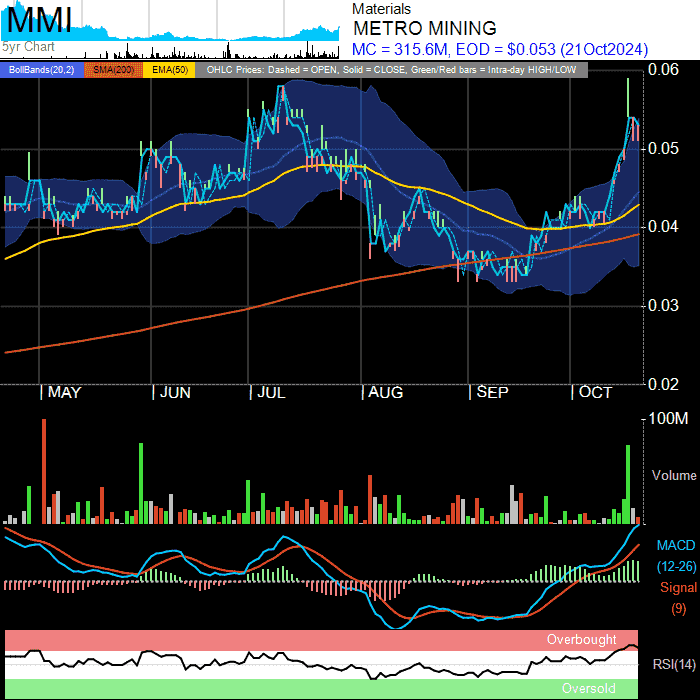 MMI
5yr Chart
Materials
METRO MINING
MC = 315.6M, EOD = $0.053 (21Oct2024)
BollBands(20,2) SMA(200) EMA(50) OHLC Prices: Dashed = OPEN, Solid = CLOSE, Green/Red bars = Intra-day HIGH/LOW
0.06
0.05
0.04
0.03
0.02
MAY JUN JUL AUG SEP OCT
100M
Volume
MACD
(12-26)
Signal
(9)
Overbought
RSI(14)
Oversold